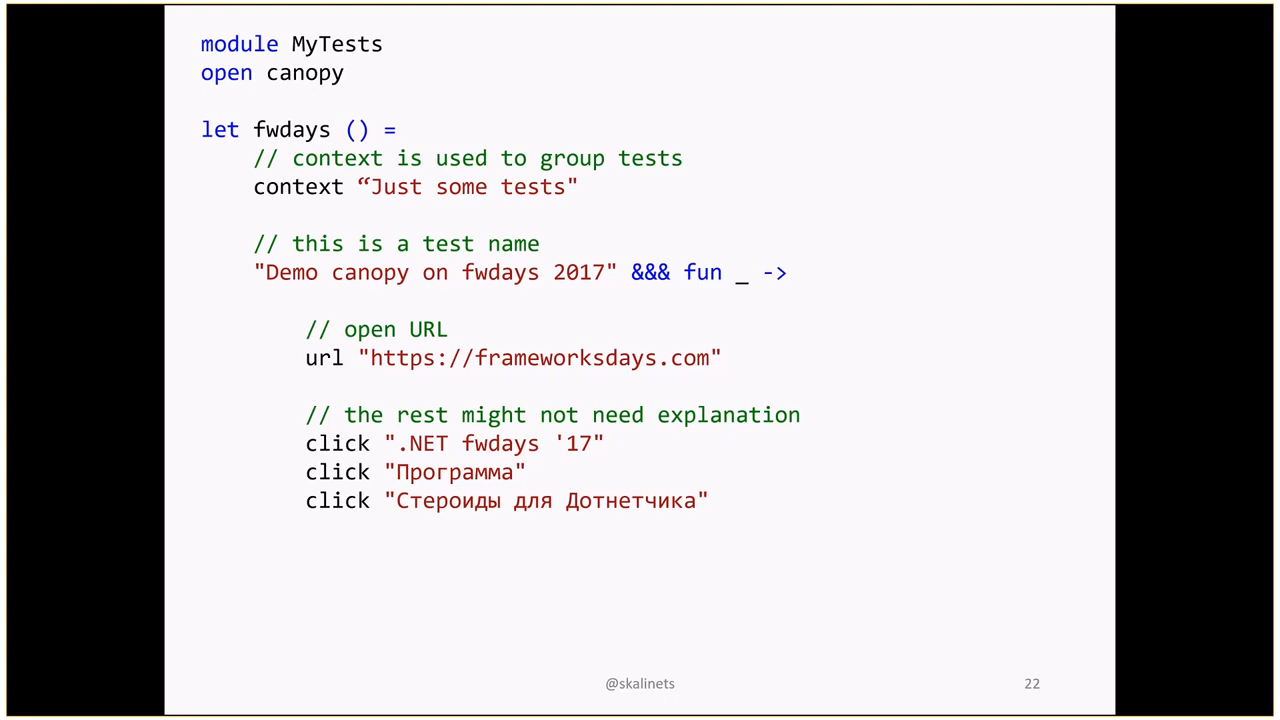 module MyTests
open canopy
let fwdays () =
// context is used to group tests
context “Just some tests"
// this is a test name
"Demo canopy on fwdays 2017" &&& fun _ ->
// open URL
url "https://frameworksdays.com"
// the rest might not need explanation
click ".NET fwdays '17"
click "Программа"
click "Стероиды для Дотнетчика"
@skalinets
22